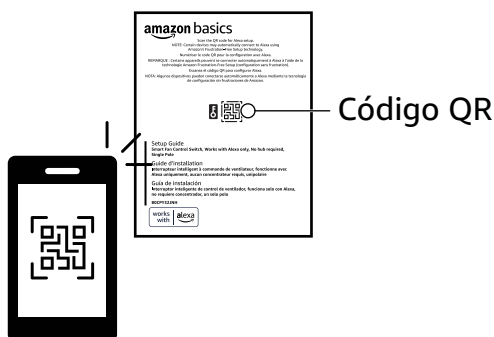 amazon basics
Scan the QR code for Alexa setup.
NOTE: Certain devices may automatically connect to Alexa using
Amazon's Frustration-Free Setup technology.
Numériser le code QR pour la configuration avec Alexa.
REMARQUE : Certains appareils peuvent se connecter automatiquement à Alexa à l'aide de la
technologie Amazon Frustration-Free Setup (configuration sans frustration).
Escanea el código QR para configurar Alexa.
NOTA: Algunos dispositivos pueden conectarse automáticamente a Alexa mediante la tecnología
de configuración sin frustraciones de Amazon.
Código QR
Setup Guide
Smart Fan Control Switch, Works with Alexa only, No hub required,
Single Pole
Guide d'installation
Interrupteur intelligent à commande de ventilateur, fonctionne avec
Alexa uniquement, aucun concentrateur requis, unipolaire
Guía de instalación
Interruptor inteligente de control de ventilador, funciona solo con Alexa,
no requiere concentrador, un solo polo
works
with alexa